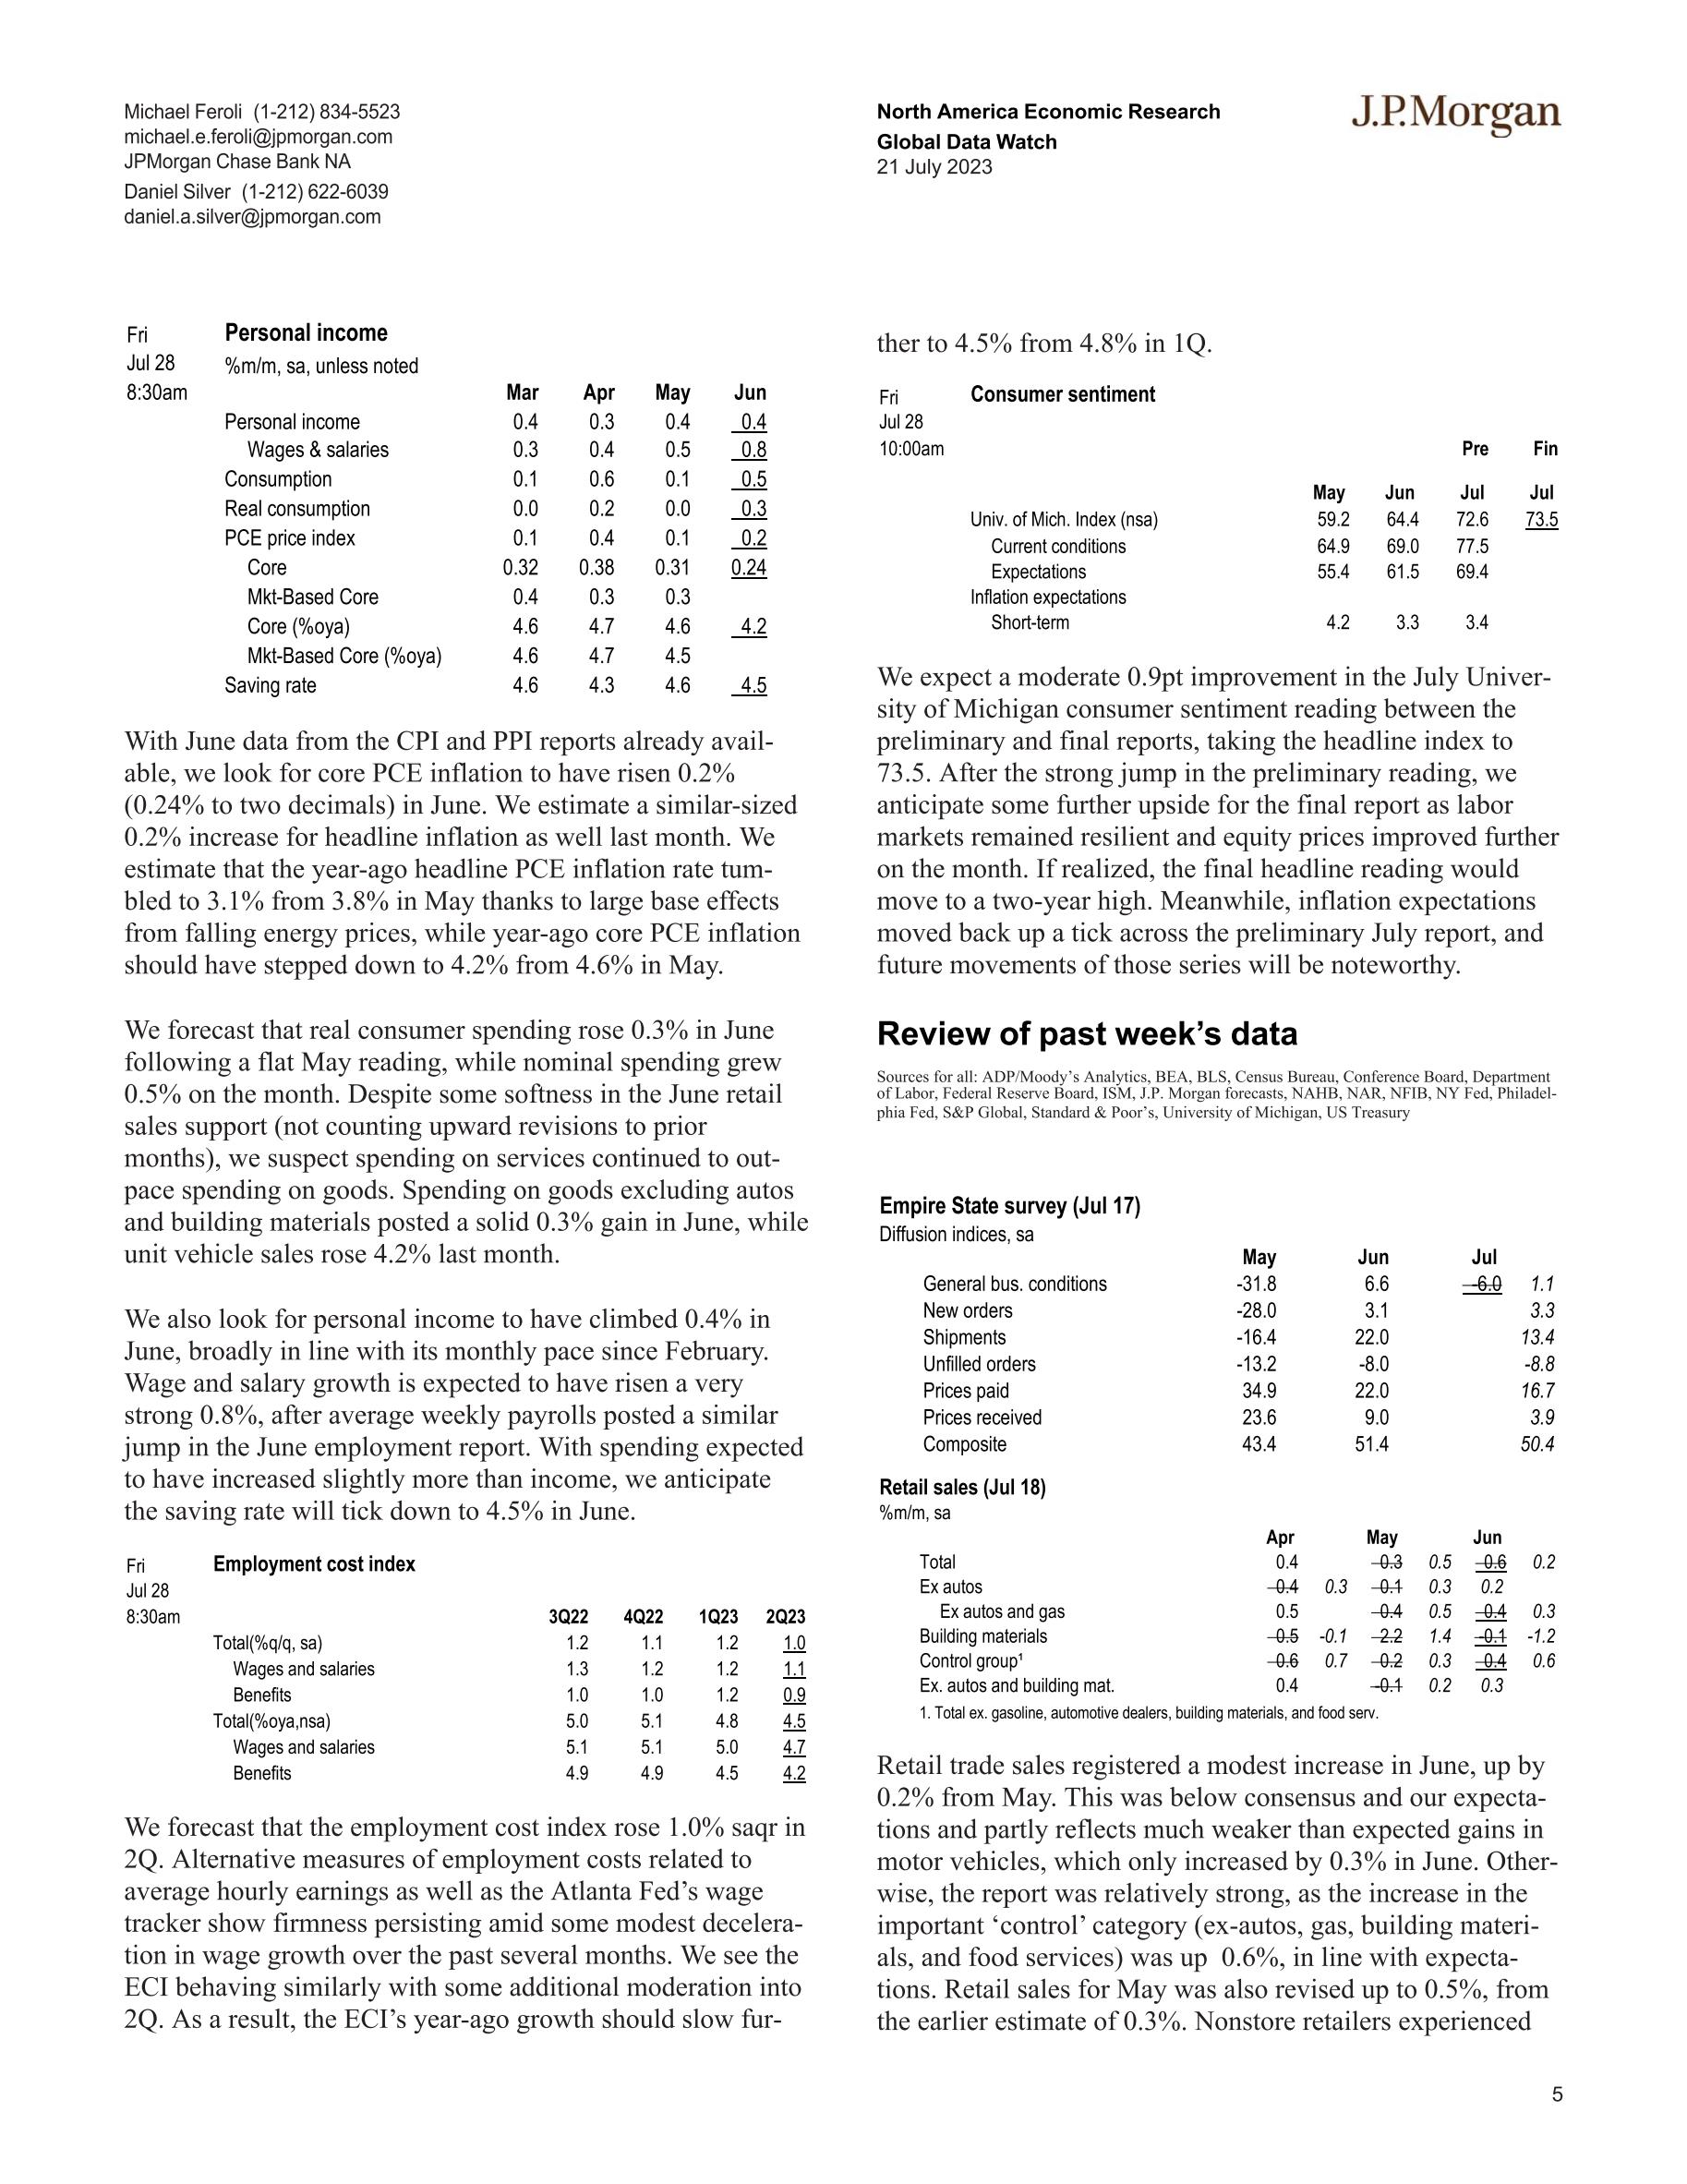 Michael Feroli (1-212) 834-5523
michael.e.feroli@jpmorgan.com
JPMorgan Chase Bank NA
Daniel Silver (1-212) 622-6039
daniel.a.silver@jpmorgan.com
North America Economic Research
Global Data Watch
21 July 2023
J.P.Morgan
Fri
Jul 28
8:30am
Personal income
%m/m, sa, unless noted
Mar Apr May Jun
Personal income 0.4 0.3 0.4 0.4
Wages & salaries 0.3 0.4 0.5 0.8
Consumption 0.1 0.6 0.1 0.5
Real consumption 0.0 0.2 0.0 0.3
PCE price index 0.1 0.4 0.1 0.2
Core 0.32 0.38 0.31 0.24
Mkt-Based Core 0.4 0.3 0.3
Core (%oya) 4.6 4.7 4.6 4.2
Mkt-Based Core (%oya) 4.6 4.7 4.5
Saving rate 4.6 4.3 4.6 4.5
With June data from the CPI and PPI reports already avail-
able, we look for core PCE inflation to have risen 0.2%
(0.24% to two decimals) in June. We estimate a similar-sized
0.2% increase for headline inflation as well last month. We
estimate that the year-ago headline PCE inflation rate tum-
bled to 3.1% from 3.8% in May thanks to large base effects
from falling energy prices, while year-ago core PCE inflation
should have stepped down to 4.2% from 4.6% in May.
We forecast that real consumer spending rose 0.3% in June
following a flat May reading, while nominal spending grew
0.5% on the month. Despite some softness in the June retail
sales support (not counting upward revisions to prior
months), we suspect spending on services continued to out-
pace spending on goods. Spending on goods excluding autos
and building materials posted a solid 0.3% gain in June, while
unit vehicle sales rose 4.2% last month.
We also look for personal income to have climbed 0.4% in
June, broadly in line with its monthly pace since February.
Wage and salary growth is expected to have risen a very
strong 0.8%, after average weekly payrolls posted a similar
jump in the June employment report. With spending expected
to have increased slightly more than income, we anticipate
the saving rate will tick down to 4.5% in June.
Fri
Jul 28
8:30am
Employment cost index
3Q22 4Q22 1Q23 2Q23
Total(%q/q, sa) 1.2 1.1 1.2 1.0
Wages and salaries 1.3 1.2 1.2 1.1
Benefits 1.0 1.0 1.2 0.9
Total(%oya,nsa) 5.0 5.1 4.8 4.5
Wages and salaries 5.1 5.1 5.0 4.7
Benefits 4.9 4.9 4.5 4.2
We forecast that the employment cost index rose 1.0% saqr in
2Q. Alternative measures of employment costs related to
average hourly earnings as well as the Atlanta Fed's wage
tracker show firmness persisting amid some modest decelera-
tion in wage growth over the past several months. We see the
ECI behaving similarly with some additional moderation into
2Q. As a result, the ECI's year-ago growth should slow fur-
ther to 4.5% from 4.8% in 1Q.
Fri
Jul 28
10:00am
Consumer sentiment
Pre Fin
May Jun Jul Jul
Univ. of Mich. Index (nsa) 59.2 64.4 72.6 73.5
Current conditions 64.9 69.0 77.5
Expectations 55.4 61.5 69.4
Inflation expectations
Short-term 4.2 3.3 3.4
We expect a moderate 0.9pt improvement in the July Univer-
sity of Michigan consumer sentiment reading between the
preliminary and final reports, taking the headline index to
73.5. After the strong jump in the preliminary reading, we
anticipate some further upside for the final report as labor
markets remained resilient and equity prices improved further
on the month. If realized, the final headline reading would
move to a two-year high. Meanwhile, inflation expectations
moved back up a tick across the preliminary July report, and
future movements of those series will be noteworthy.
Review of past week's data
Sources for all: ADP/Moody's Analytics, BEA, BLS, Census Bureau, Conference Board, Department
of Labor, Federal Reserve Board, ISM, J.P. Morgan forecasts, NAHB, NAR, NFIB, NY Fed, Philadel-
phia Fed, S&P Global, Standard & Poor's, University of Michigan, US Treasury
Empire State survey (Jul 17)
Diffusion indices, sa
May Jun Jul
General bus. conditions -31.8 6.6 -6.0 1.1
New orders -28.0 3.1 3.3
Shipments -16.4 22.0 13.4
Unfilled orders -13.2 -8.0 -8.8
Prices paid 34.9 22.0 16.7
Prices received 23.6 9.0 3.9
Composite 43.4 51.4 50.4
Retail sales (Jul 18)
%m/m, sa
Apr May Jun
Total 0.4 0.3 0.5 0.6 0.2
Ex autos 0.4 0.3 0.1 0.3 0.2
Ex autos and gas 0.5 0.4 0.5 0.4 0.3
Building materials 0.5 -0.1 2.2 1.4 0.1 -1.2
Control group¹ 0.6 0.7 0.2 0.3 0.4 0.6
Ex. autos and building mat. 0.4 -0.1 0.2 0.3
1. Total ex. gasoline, automotive dealers, building materials, and food serv.
Retail trade sales registered a modest increase in June, up by
0.2% from May. This was below consensus and our expecta-
tions and partly reflects much weaker than expected gains in
motor vehicles, which only increased by 0.3% in June. Other-
wise, the report was relatively strong, as the increase in the
important 'control' category (ex-autos, gas, building materi-
als, and food services) was up 0.6%, in line with expecta-
tions. Retail sales for May was also revised up to 0.5%, from
the earlier estimate of 0.3%. Nonstore retailers experienced
5